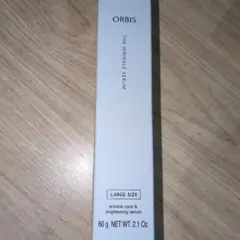 ORBIS
THE WRINKLE SERUM
LARGE SIZE
wrinkle care &
brightening serum
60 g NET WT. 2.1 Oz